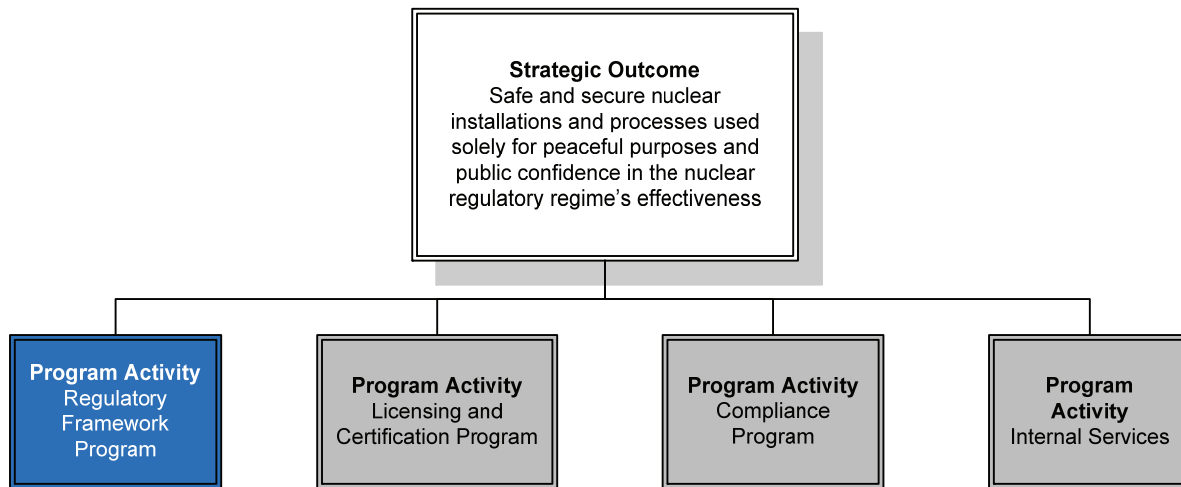 Strategic Outcome
Safe and secure nuclear
installations and processes used
solely for peaceful purposes and
public confidence in the nuclear
regulatory regime’s effectiveness
Program Activity
Regulatory
Framework
Program
Program Activity
Licensing and
Certification Program
Program Activity
Compliance
Program
Program
Activity
Internal Services